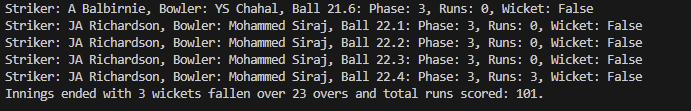 Striker: A Balbirnie, Bowler: YS Chahal, Ball 21.6: Phase: 3, Runs: 0, Wicket: False
Striker: JA Richardson, Bowler: Mohammed Siraj, Ball 22.1: Phase: 3, Runs: 0, Wicket: False
Striker: JA Richardson, Bowler: Mohammed Siraj, Ball 22.2: Phase: 3, Runs: 0, Wicket: False
Striker: JA Richardson, Bowler: Mohammed Siraj, Ball 22.3: Phase: 3, Runs: 0, Wicket: False
Striker: JA Richardson, Bowler: Mohammed Siraj, Ball 22.4: Phase: 3, Runs: 3, Wicket: False
Innings ended with 3 wickets fallen over 23 overs and total runs scored: 101.